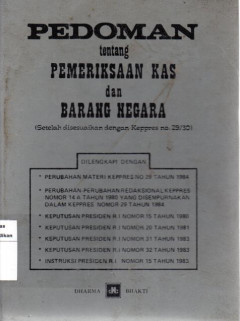 PEDOMAN
tentang
PEMERIKSAAN KAS
dan
BARANG NEGARA
(Setelah disesuaikan dengan Keppres no. 29/'30)
DILENGKAPI DENGAN
* PERUBAHAN MATERI KEPPRES NO. 29 TAHUN 1984
* PERUBAHAN-PERUBAHAN REDAKSIONAL KEPPRES
NOMOR 14 A TAHUN 1980 YANG DISEMPURNAKAN
DALAM KEPPRES NOMOR 29 TAHUN 1984
* KEPUTUSAN PRESIDEN R.I NOMOR 15 TAHUN 1980
* KEPUTUSAN PRESIDEN R.I NOMOR 20 TAHUN 1981
* KEPUTUSAN PRESIDEN R.I NOMOR 21 TAHUN 1983
* KEPUTUSAN PRESIDEN R.I NOMOR 30 TAHUN 1983
* INSTRUKSI PRESIDEN R.I. NOMOR 15 TAHUN 1983
DHARMA BHAKTI